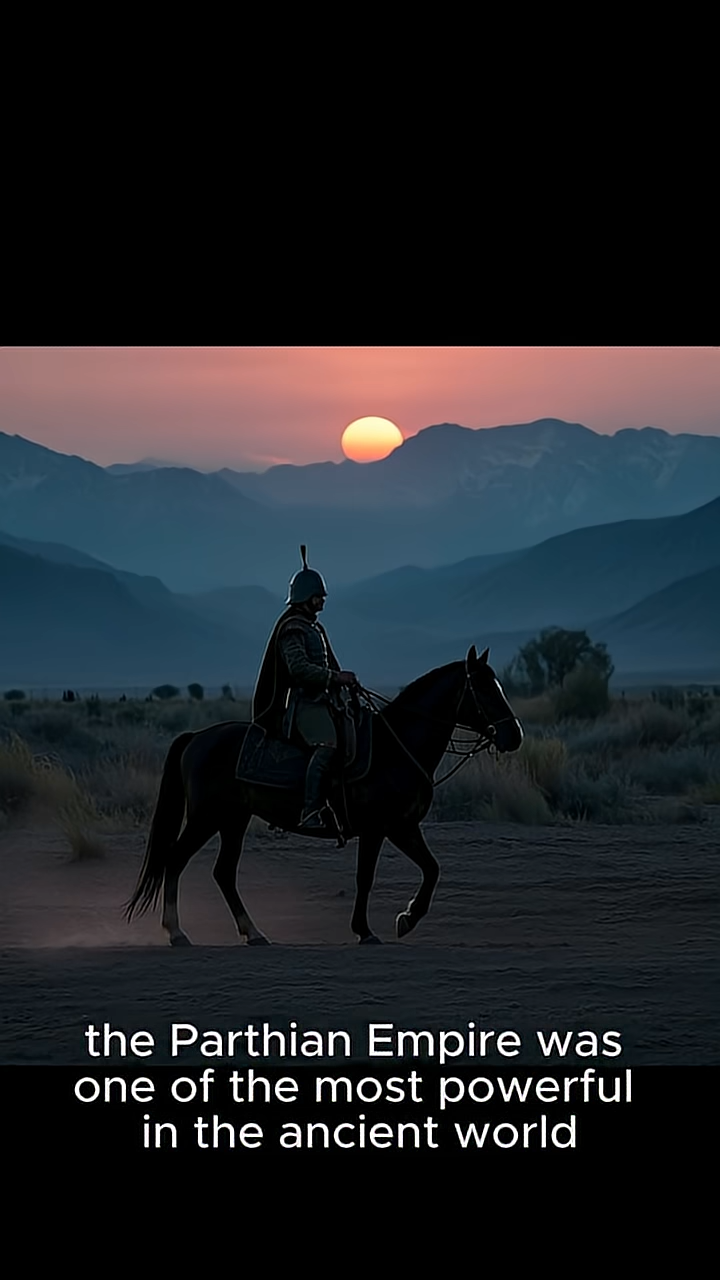 the Parthian Empire was
one of the most powerful
in the ancient world